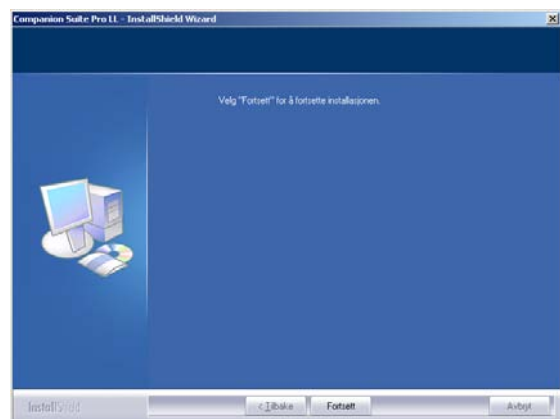 Companion Suite Pro LL - InstallShield Wizard
Velg "Fortsett" for å fortsette installasjonen.
InstallShield
< Tilbake
Fortsett
Avbryt